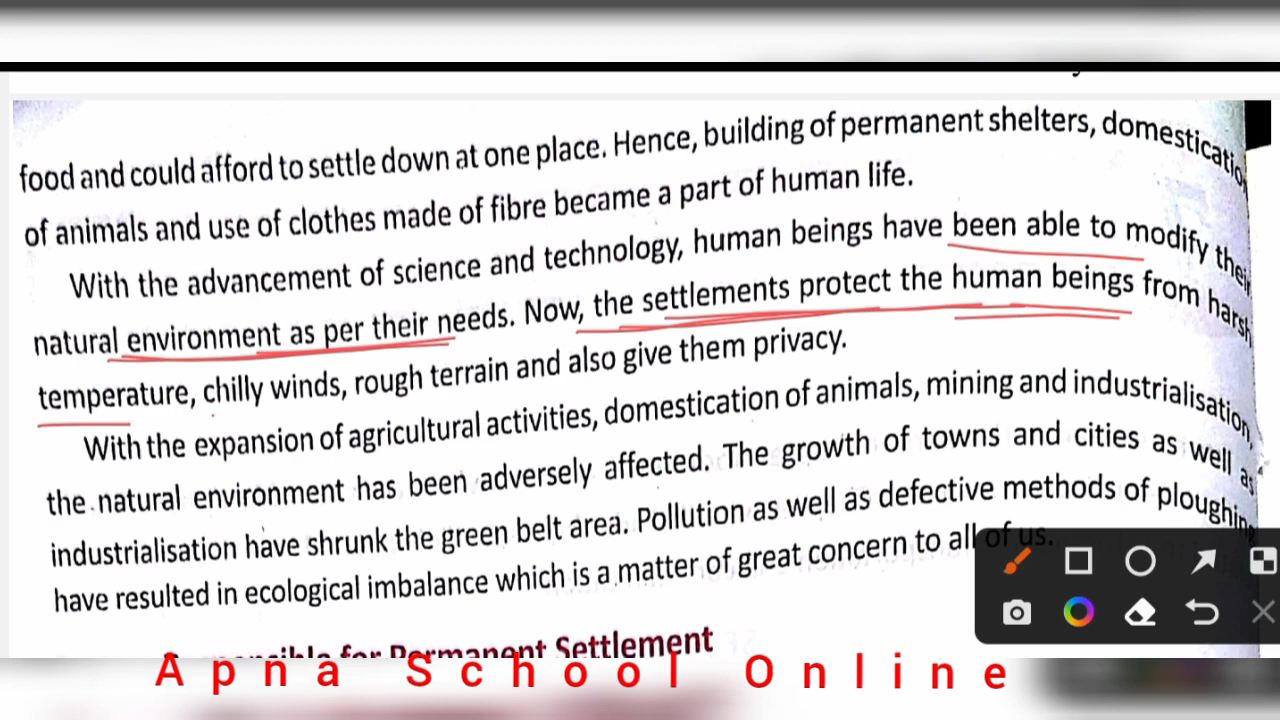 food and could afford to settle down at one place. Hence, building of permanent shelters, domestication
of animals and use of clothes made of fibre became a part of human life.
With the advancement of science and technology, human beings have been able to modify their
natural environment as per their needs. Now, the settlements protect the human beings from harsh
temperature, chilly winds, rough terrain and also give them privacy.
With the expansion of agricultural activities, domestication of animals, mining and industrialisation,
the natural environment has been adversely affected. The growth of towns and cities as well as
industrialisation have shrunk the green belt area. Pollution as well as defective methods of ploughing
have resulted in ecological imbalance which is a matter of great concern to all of us.
Responsible for Permanent Settlement
Apna School Online